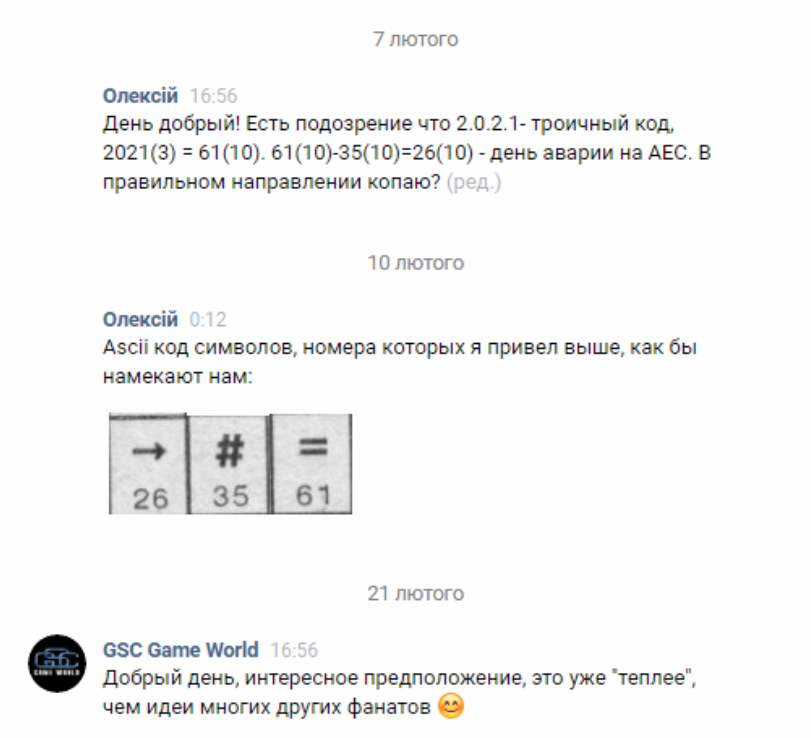 7 лютого
Олексій 16:56
День добрый! Есть подозрение что 2.0.2.1- троичный код,
2021(3) = 61(10). 61(10)-35(10)=26(10) - день аварии на АЕС. В
правильном направлении копаю? (ред.)
10 лютого
Олексій 0:12
Ascii код символов, номера которых я привел выше, как бы
намекают нам:
→ # =
26 35 61
21 лютого
GSC Game World 16:56
GSC
GAME WORLD
Добрый день, интересное предположение, это уже "теплее",
чем идеи многих других фанатов 😊